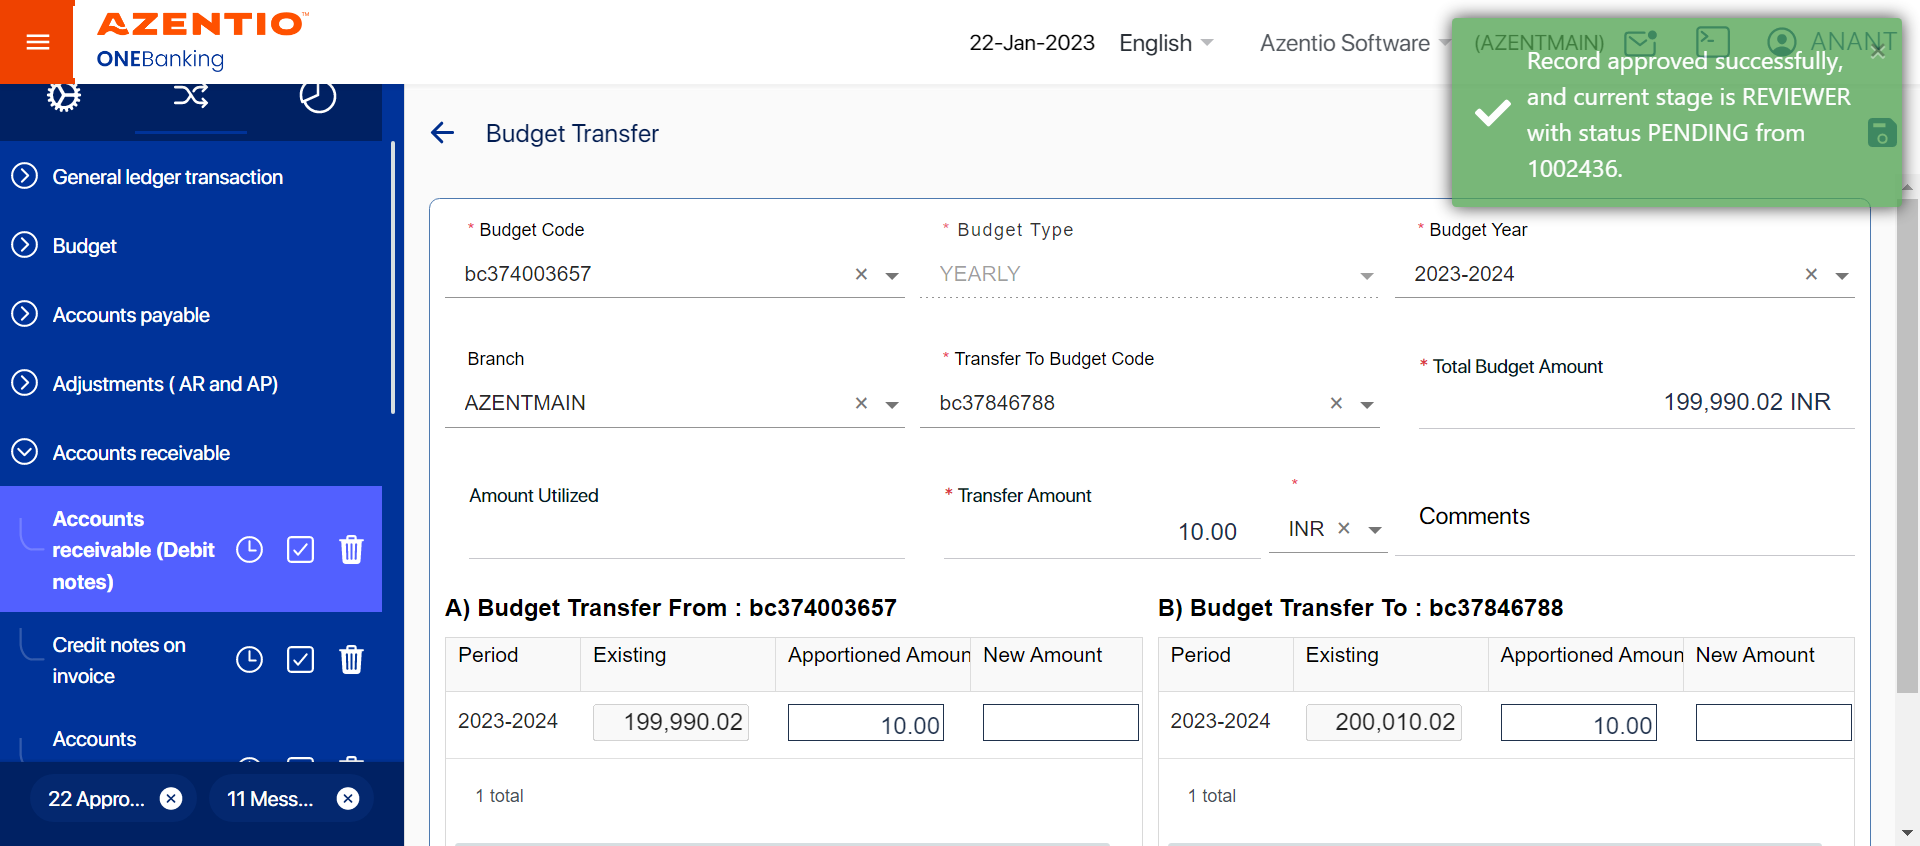 AZENTIO™
ONEBanking
22-Jan-2023
English
Azentio Software
(AZENTMAIN)
ANANT
Record approved successfully,
and current stage is REVIEWER
with status PENDING from
1002436.
General ledger transaction
Budget
Accounts payable
Adjustments ( AR and AP)
Accounts receivable
Accounts
receivable (Debit
notes)
Credit notes on
invoice
Accounts
22 Appro...
11 Mess...
Budget Transfer
* Budget Code
bc374003657
* Budget Type
YEARLY
* Budget Year
2023-2024
Branch
AZENTMAIN
* Transfer To Budget Code
bc37846788
* Total Budget Amount
199,990.02 INR
Amount Utilized
* Transfer Amount
10.00
*
INR
Comments
A) Budget Transfer From : bc374003657
Period Existing Apportioned Amoun New Amount
2023-2024 199,990.02 10.00
1 total
B) Budget Transfer To : bc37846788
Period Existing Apportioned Amoun New Amount
2023-2024 200,010.02 10.00
1 total